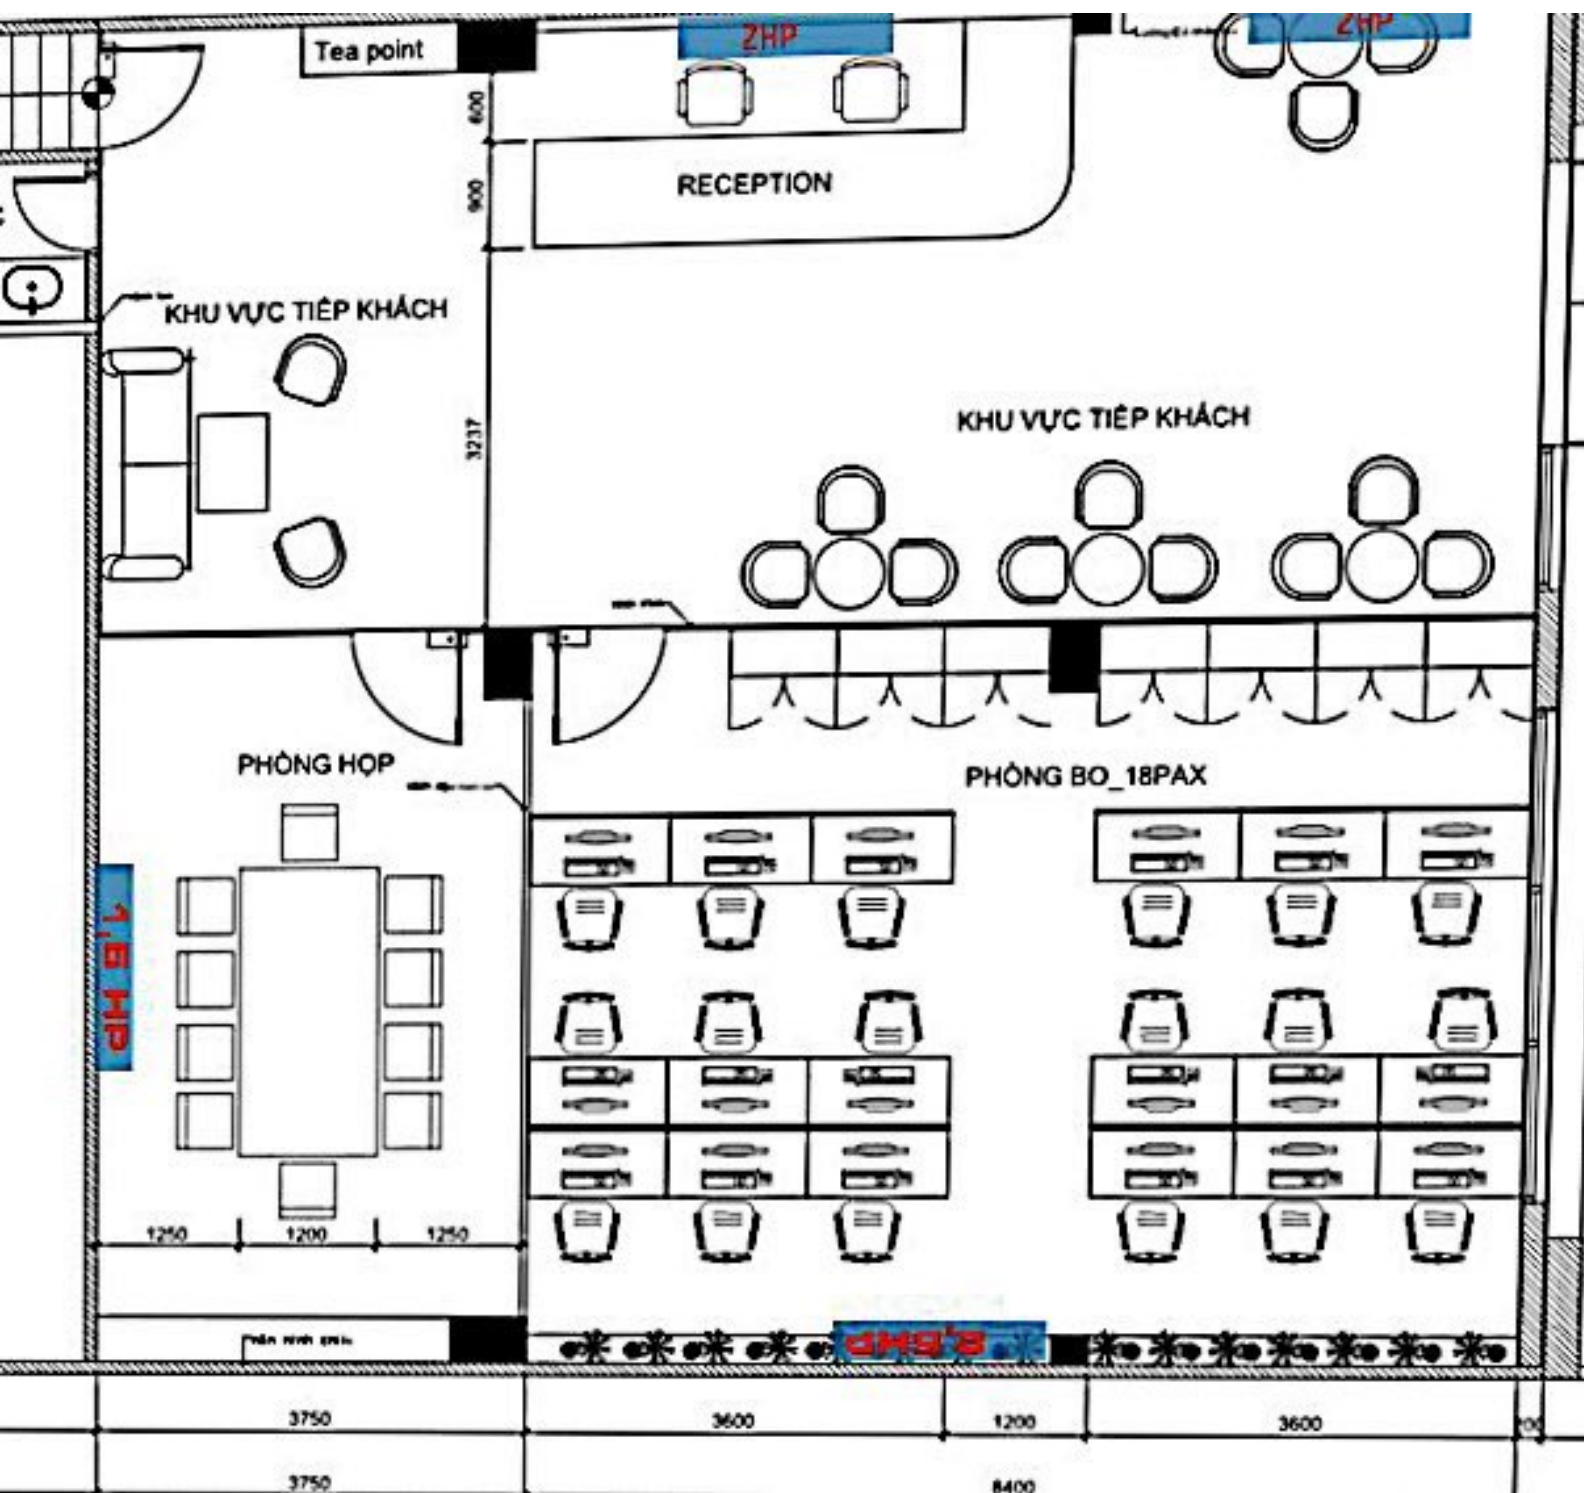 Tea point
2HP
2HP
600
RECEPTION
900
KHU VỰC TIẾP KHÁCH
KHU VỰC TIẾP KHÁCH
3237
PHÒNG HỌP
PHÒNG BO_18PAX
1,5 HP
1250
1200
1250
2,5HP
3750
3600
1200
3600
3750
8400